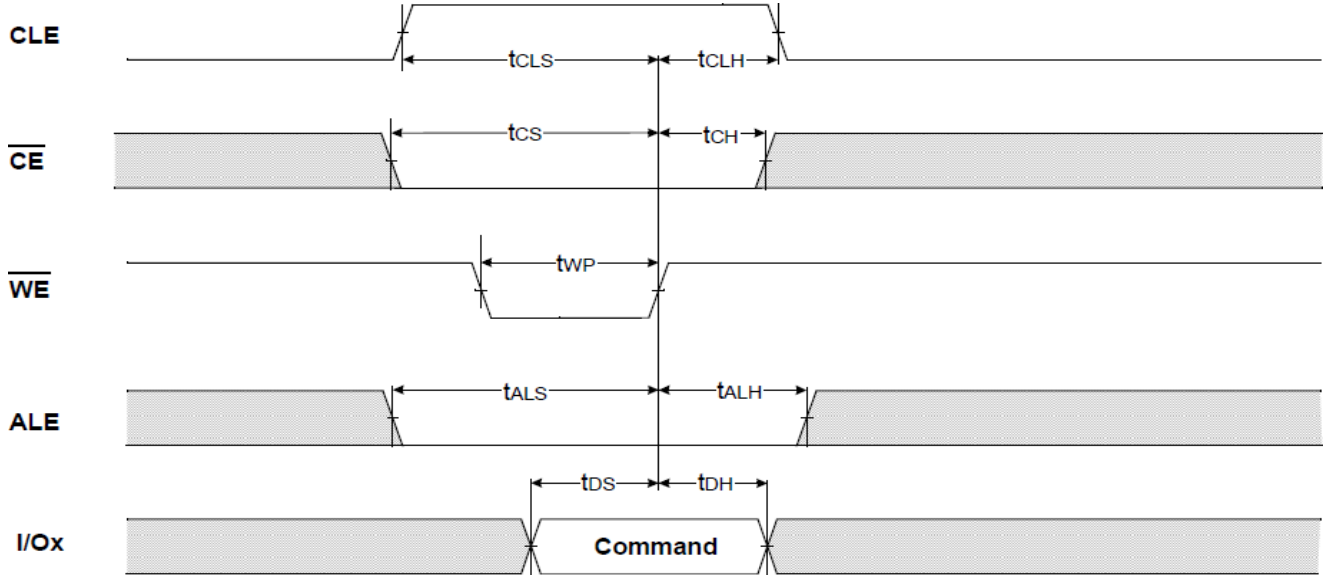 CLE
tCLS tCLH
CE
tCS tCH
WE
tWP
ALE
tALS tALH
tDS tDH
I/Ox Command